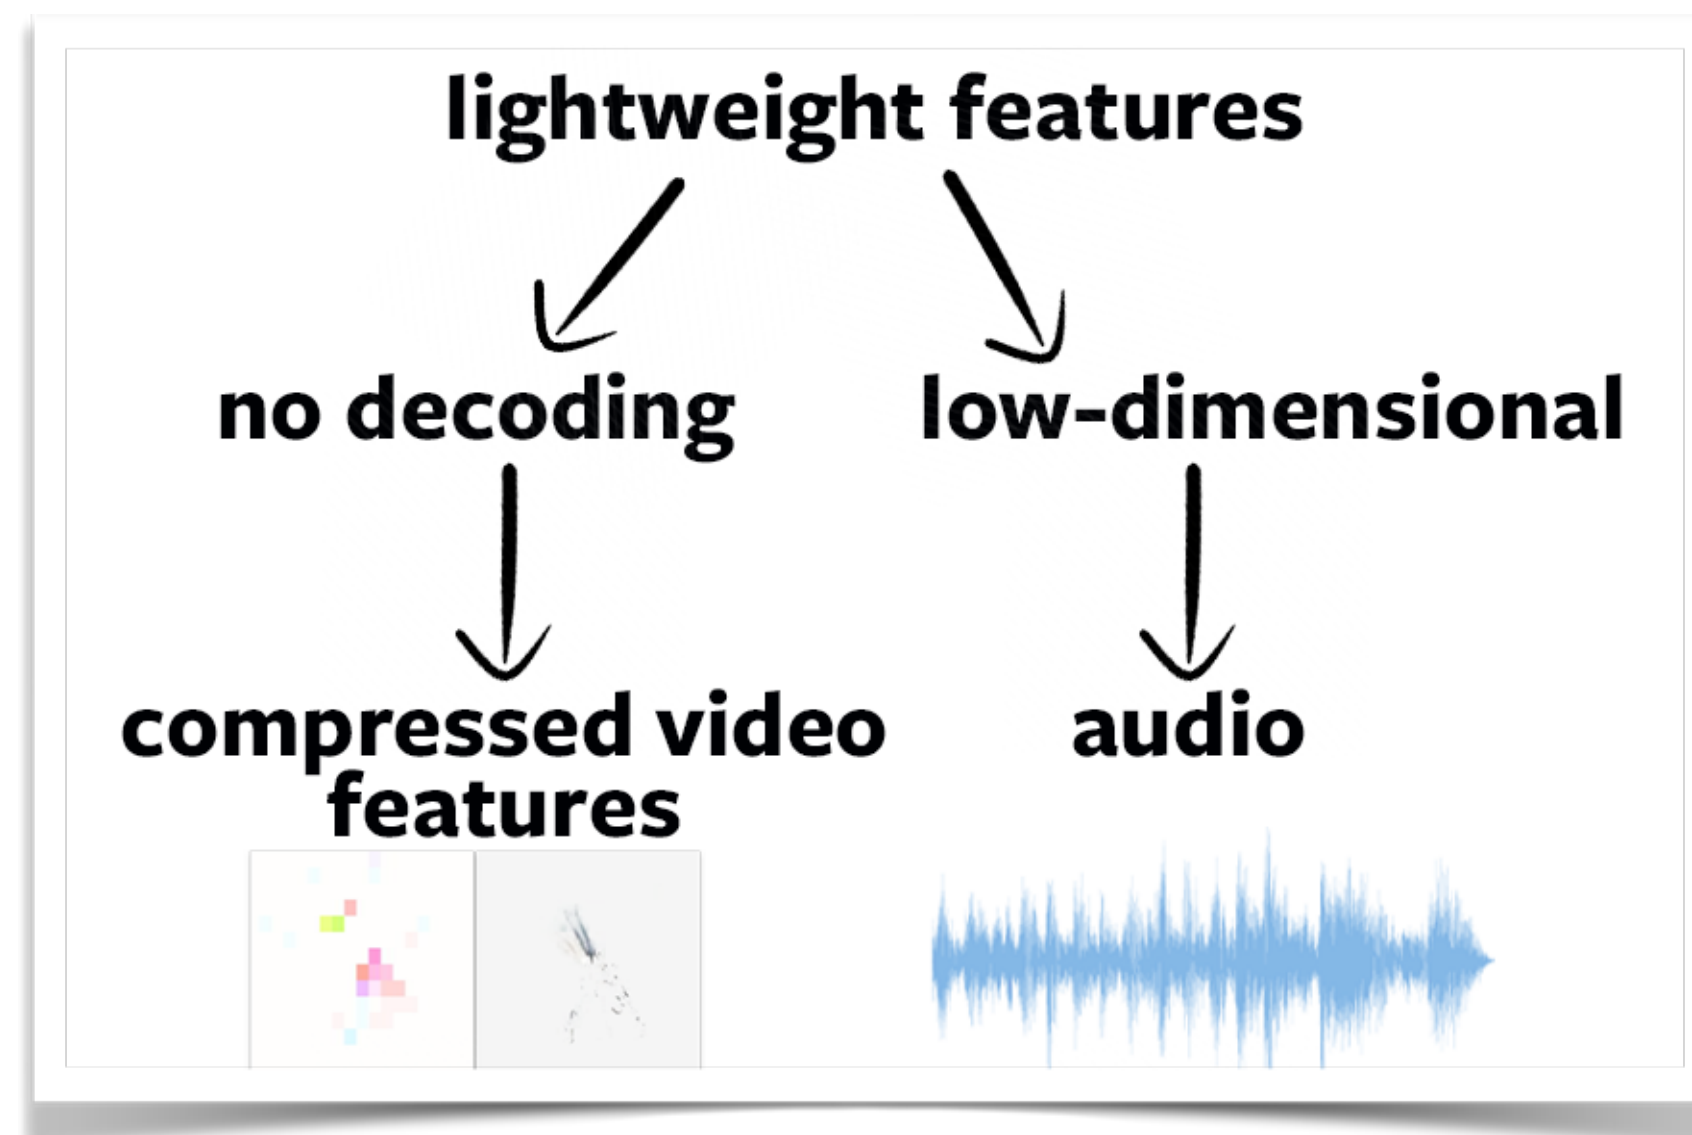 lightweight features
no decoding
low-dimensional
compressed video
features
audio